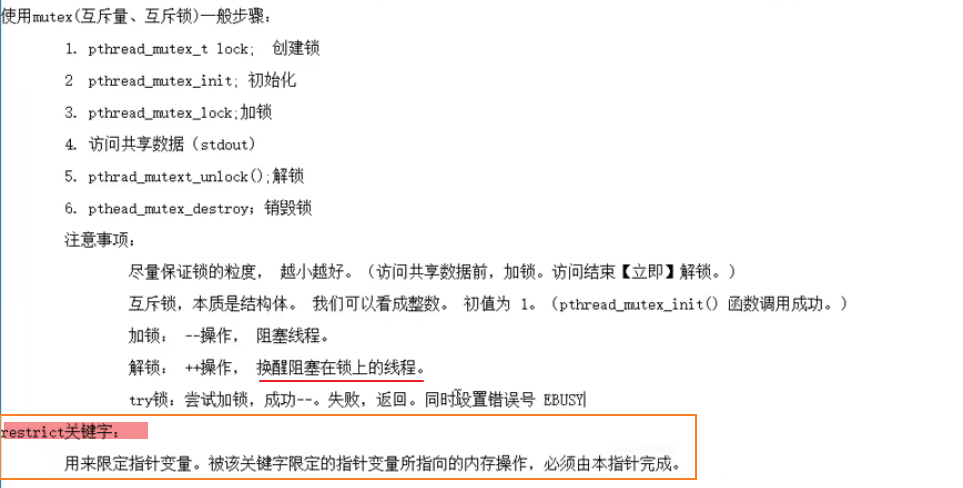 使用mutex(互斥量、互斥锁)一般步骤：
1. pthread_mutex_t lock; 创建锁
2 pthread_mutex_init; 初始化
3. pthread_mutex_lock;加锁
4. 访问共享数据（stdout)
5. pthrad_mutext_unlock();解锁
6. pthead_mutex_destroy；销毁锁
注意事项：
尽量保证锁的粒度， 越小越好。（访问共享数据前，加锁。访问结束【立即】解锁。）
互斥锁，本质是结构体。 我们可以看成整数。 初值为 1。（pthread_mutex_init() 函数调用成功。）
加锁： --操作， 阻塞线程。
解锁： ++操作， 换醒阻塞在锁上的线程。
try锁：尝试加锁，成功--。失败，返回。同时设置错误号 EBUSY
restrict关键字：
用来限定指针变量。被该关键字限定的指针变量所指向的内存操作，必须由本指针完成。